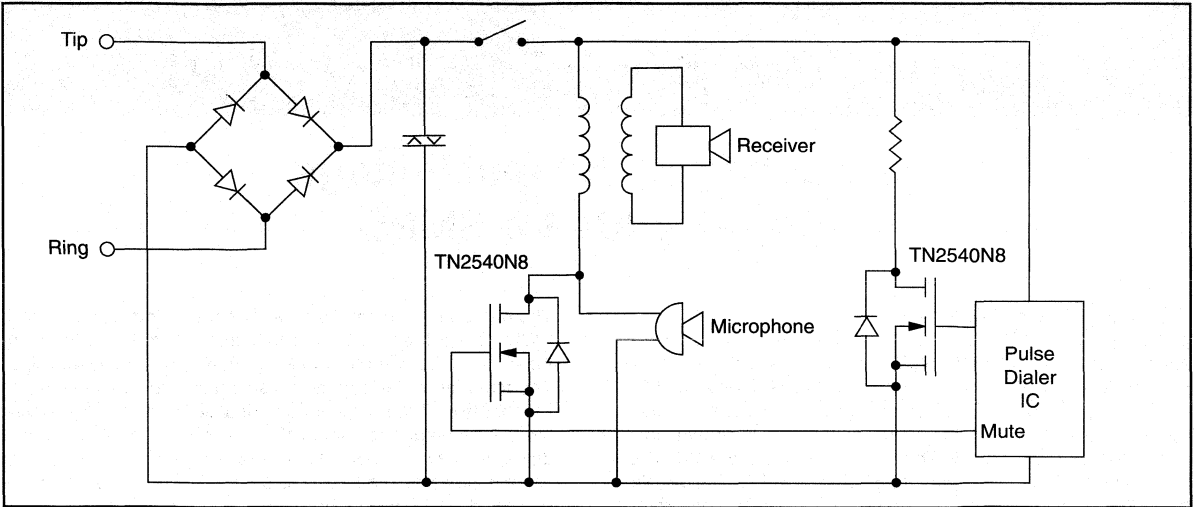 Tip
Ring
Receiver
TN2540N8
TN2540N8
Microphone
Pulse
Dialer
IC
Mute